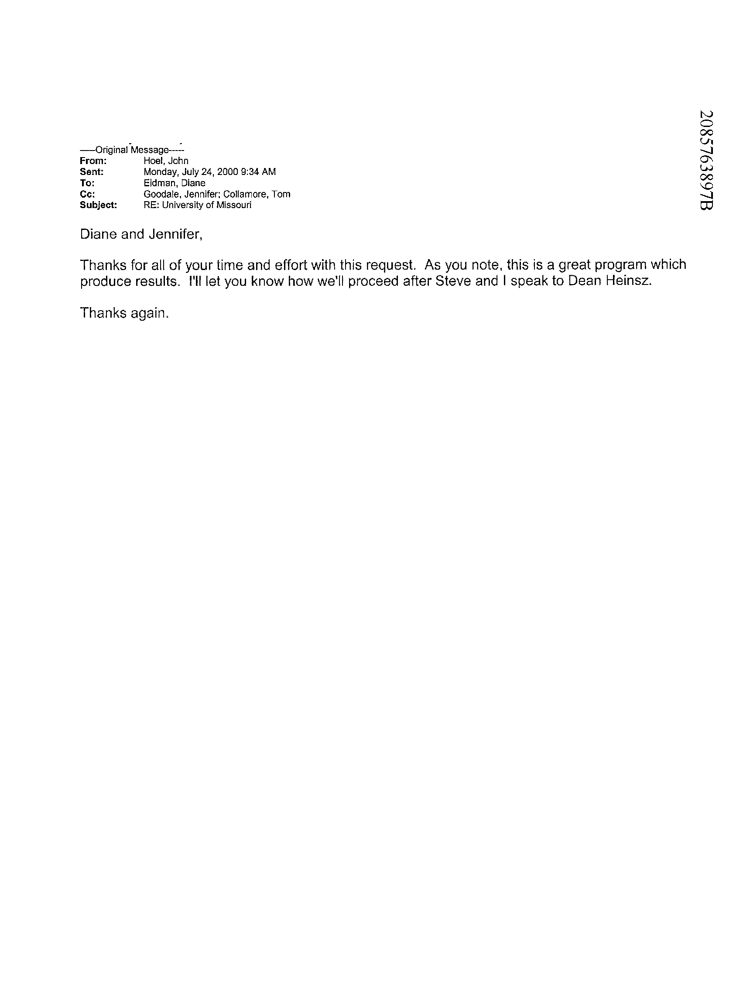 -----Original Message-----
From: Hoel, John
Sent: Monday, July 24, 2000 9:34 AM
To: Eidman, Diane
Cc: Goodale, Jennifer; Collamore, Tom
Subject: RE: University of Missouri
Diane and Jennifer,
Thanks for all of your time and effort with this request. As you note, this is a great program which
produce results. I'll let you know how we'll proceed after Steve and I speak to Dean Heinsz.
Thanks again.
2085763897B